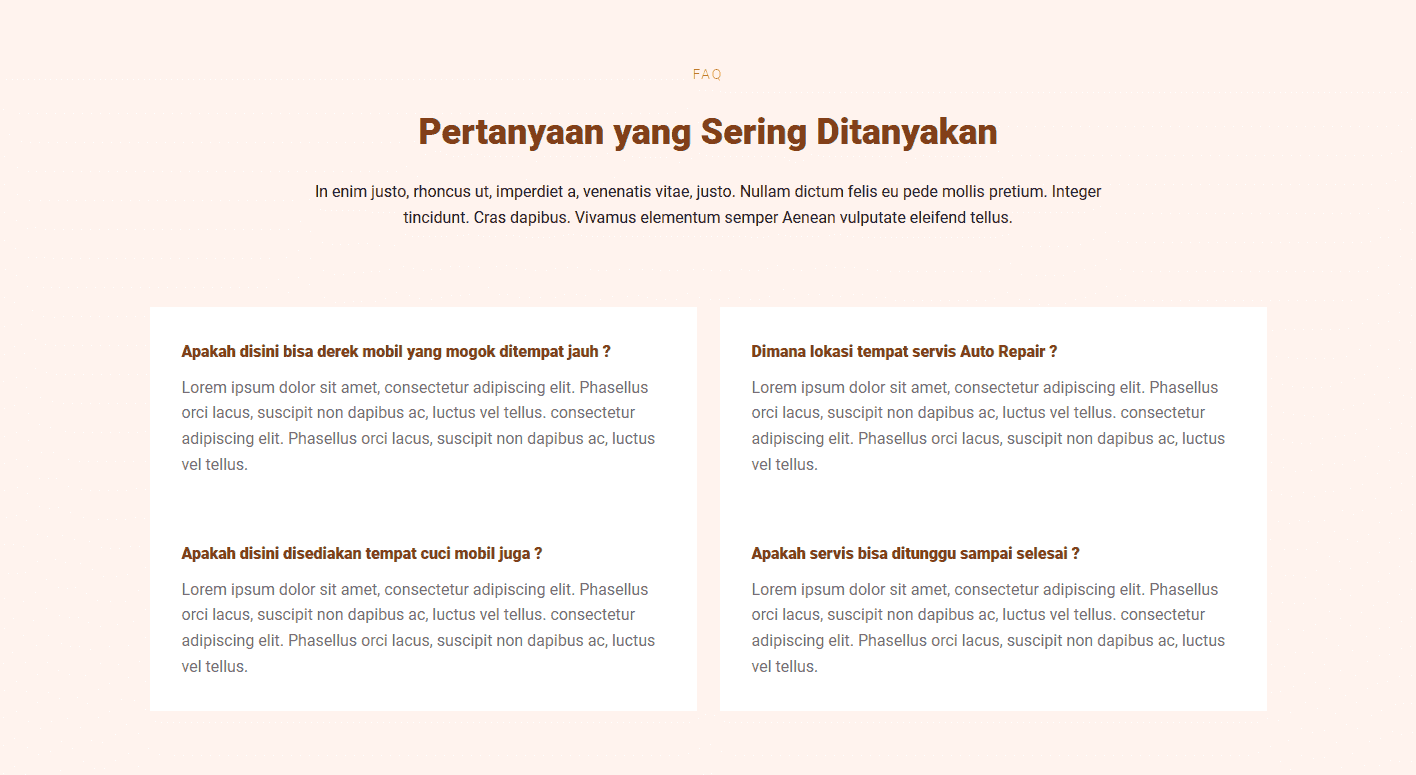 FAQ
Pertanyaan yang Sering Ditanyakan
In enim justo, rhoncus ut, imperdiet a, venenatis vitae, justo. Nullam dictum felis eu pede mollis pretium. Integer
tincidunt. Cras dapibus. Vivamus elementum semper Aenean vulputate eleifend tellus.
Apakah disini bisa derek mobil yang mogok ditempat jauh ?
Lorem ipsum dolor sit amet, consectetur adipiscing elit. Phasellus
orci lacus, suscipit non dapibus ac, luctus vel tellus. consectetur
adipiscing elit. Phasellus orci lacus, suscipit non dapibus ac, luctus
vel tellus.
Apakah disini disediakan tempat cuci mobil juga ?
Lorem ipsum dolor sit amet, consectetur adipiscing elit. Phasellus
orci lacus, suscipit non dapibus ac, luctus vel tellus. consectetur
adipiscing elit. Phasellus orci lacus, suscipit non dapibus ac, luctus
vel tellus.
Dimana lokasi tempat servis Auto Repair ?
Lorem ipsum dolor sit amet, consectetur adipiscing elit. Phasellus
orci lacus, suscipit non dapibus ac, luctus vel tellus. consectetur
adipiscing elit. Phasellus orci lacus, suscipit non dapibus ac, luctus
vel tellus.
Apakah servis bisa ditunggu sampai selesai ?
Lorem ipsum dolor sit amet, consectetur adipiscing elit. Phasellus
orci lacus, suscipit non dapibus ac, luctus vel tellus. consectetur
adipiscing elit. Phasellus orci lacus, suscipit non dapibus ac, luctus
vel tellus.